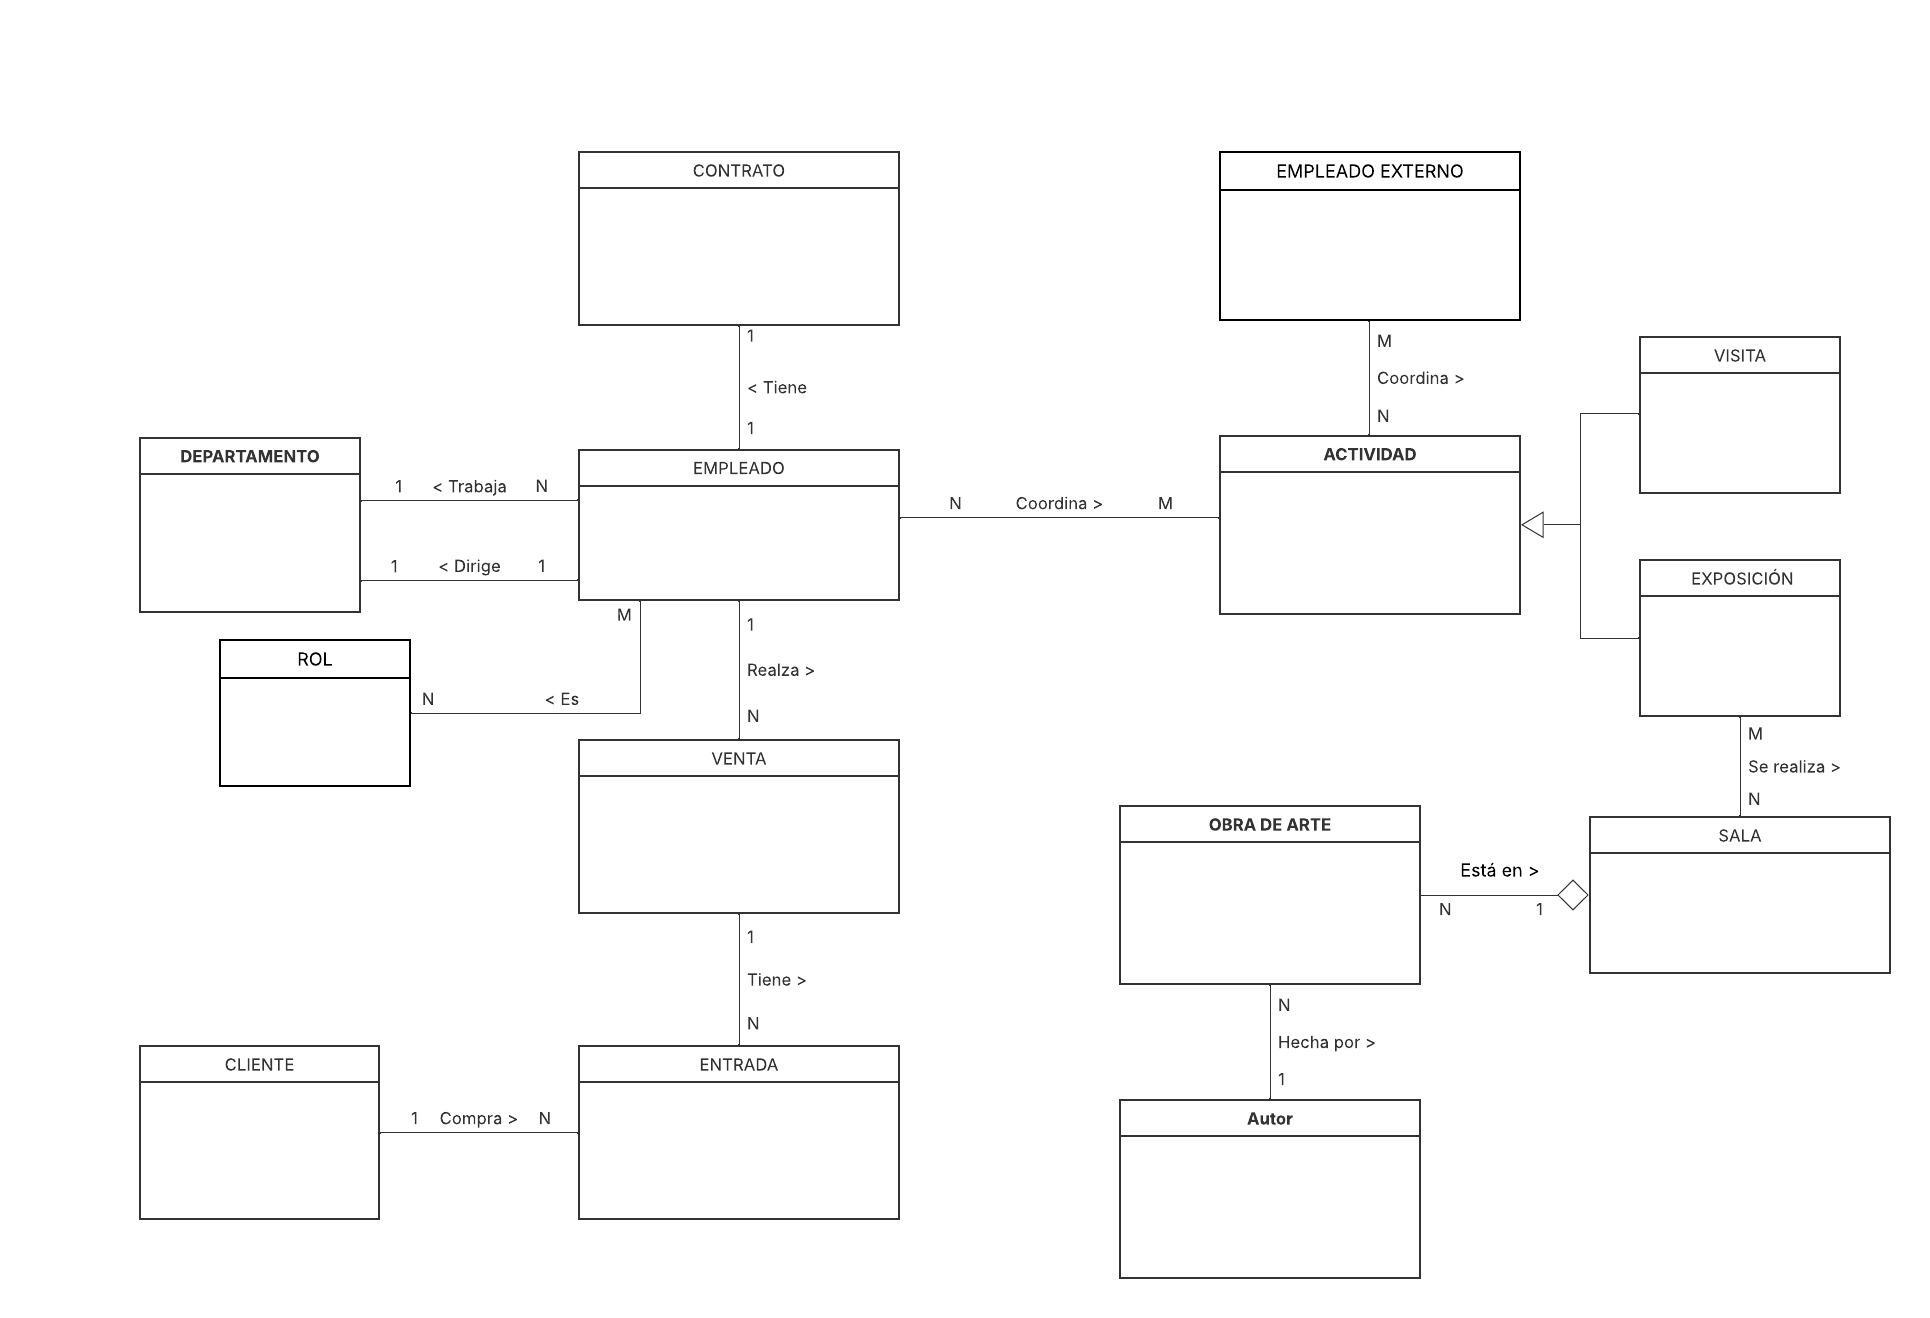 CONTRATO
EMPLEADO EXTERNO
1
< Tiene
1
M
Coordina >
N
VISITA
DEPARTAMENTO
1 < Trabaja N
1 < Dirige 1
EMPLEADO
N Coordina > M
ACTIVIDAD
EXPOSICIÓN
ROL
N < Es
M
1
Realza >
N
VENTA
M
Se realiza >
N
OBRA DE ARTE
Está en >
N 1
SALA
1
Tiene >
N
N
Hecha por >
1
CLIENTE
1 Compra > N
ENTRADA
Autor